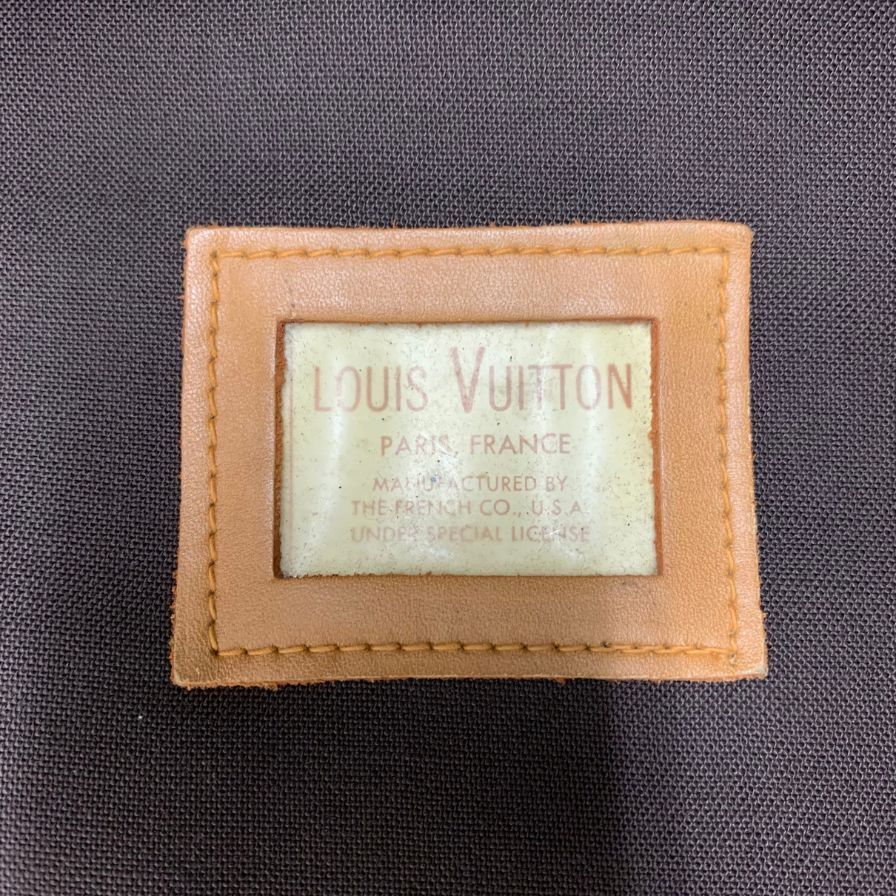 LOUIS VUITTON
PARIS, FRANCE
MANUFACTURED BY
THE FRENCH CO., U.S.A.
UNDER SPECIAL LICENSE